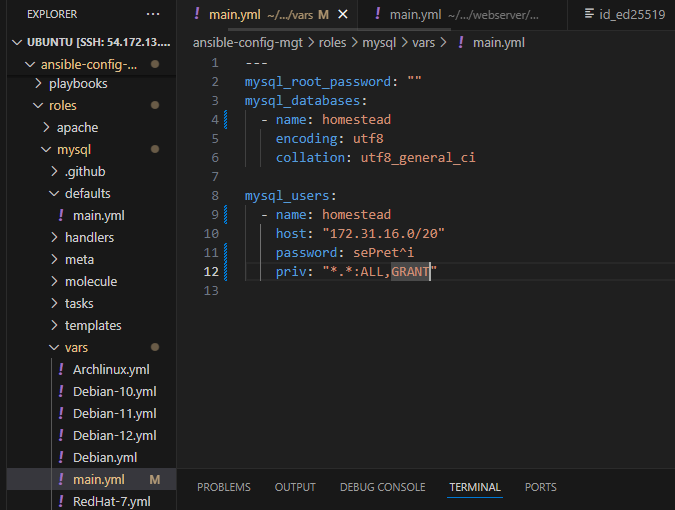 EXPLORER ···
UBUNTU [SSH: 54.172.13....
ansible-config-...
playbooks
roles
apache
mysql
.github
defaults
! main.yml
handlers
meta
molecule
tasks
templates
vars
! Archlinux.yml
! Debian-10.yml
! Debian-11.yml
! Debian-12.yml
! Debian.yml
! main.yml M
! RedHat-7.yml
! main.yml ~/.../vars M
! main.yml ~/.../webserver/...
id_ed25519
ansible-config-mgt > roles > mysql > vars > ! main.yml
1 ---
2 mysql_root_password: ""
3 mysql_databases:
4   - name: homestead
5     encoding: utf8
6     collation: utf8_general_ci
7
8 mysql_users:
9   - name: homestead
10     host: "172.31.16.0/20"
11     password: sePret^i
12     priv: "*.*:ALL,GRANT"
13
PROBLEMS OUTPUT DEBUG CONSOLE TERMINAL PORTS